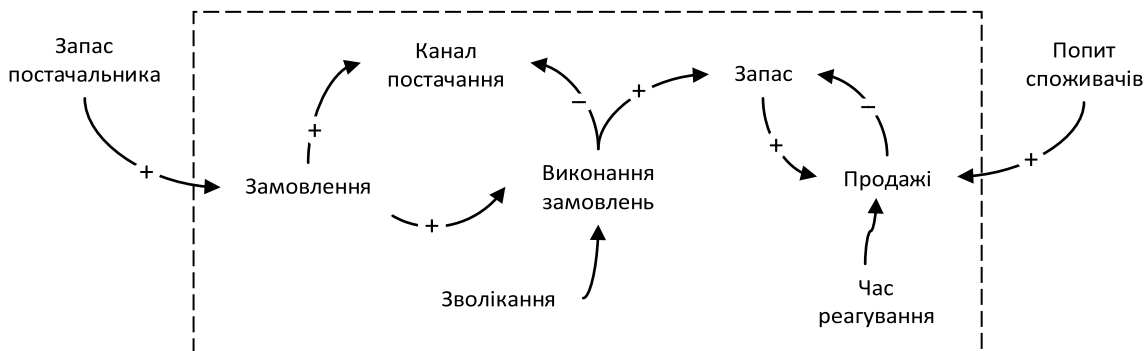 Запас
постачальника
Канал
постачання
Запас
Попит
споживачів
+
+
−
+
+
−
+
Замовлення
+
Виконання
замовлень
Продажі
Зволікання
Час
реагування